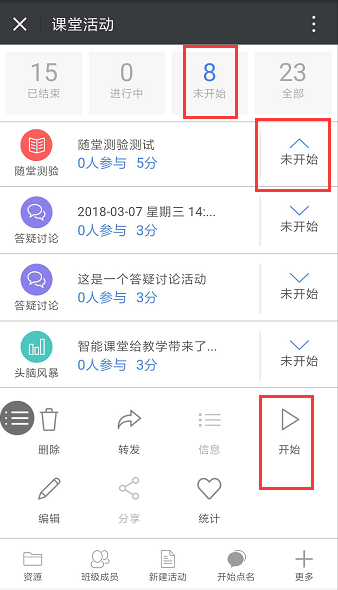 课堂活动
15 0 8 23
已结束 进行中 未开始 全部
随堂测验测试
0人参与 5分
随堂测验
未开始
2018-03-07 星期三 14:...
0人参与 3分
答疑讨论
未开始
这是一个答疑讨论活动
0人参与 3分
答疑讨论
未开始
智能课堂给教学带来了...
0人参与 3分
头脑风暴
未开始
删除 转发 信息 开始
编辑 分享 统计
资源 班级成员 新建活动 开始点名 更多